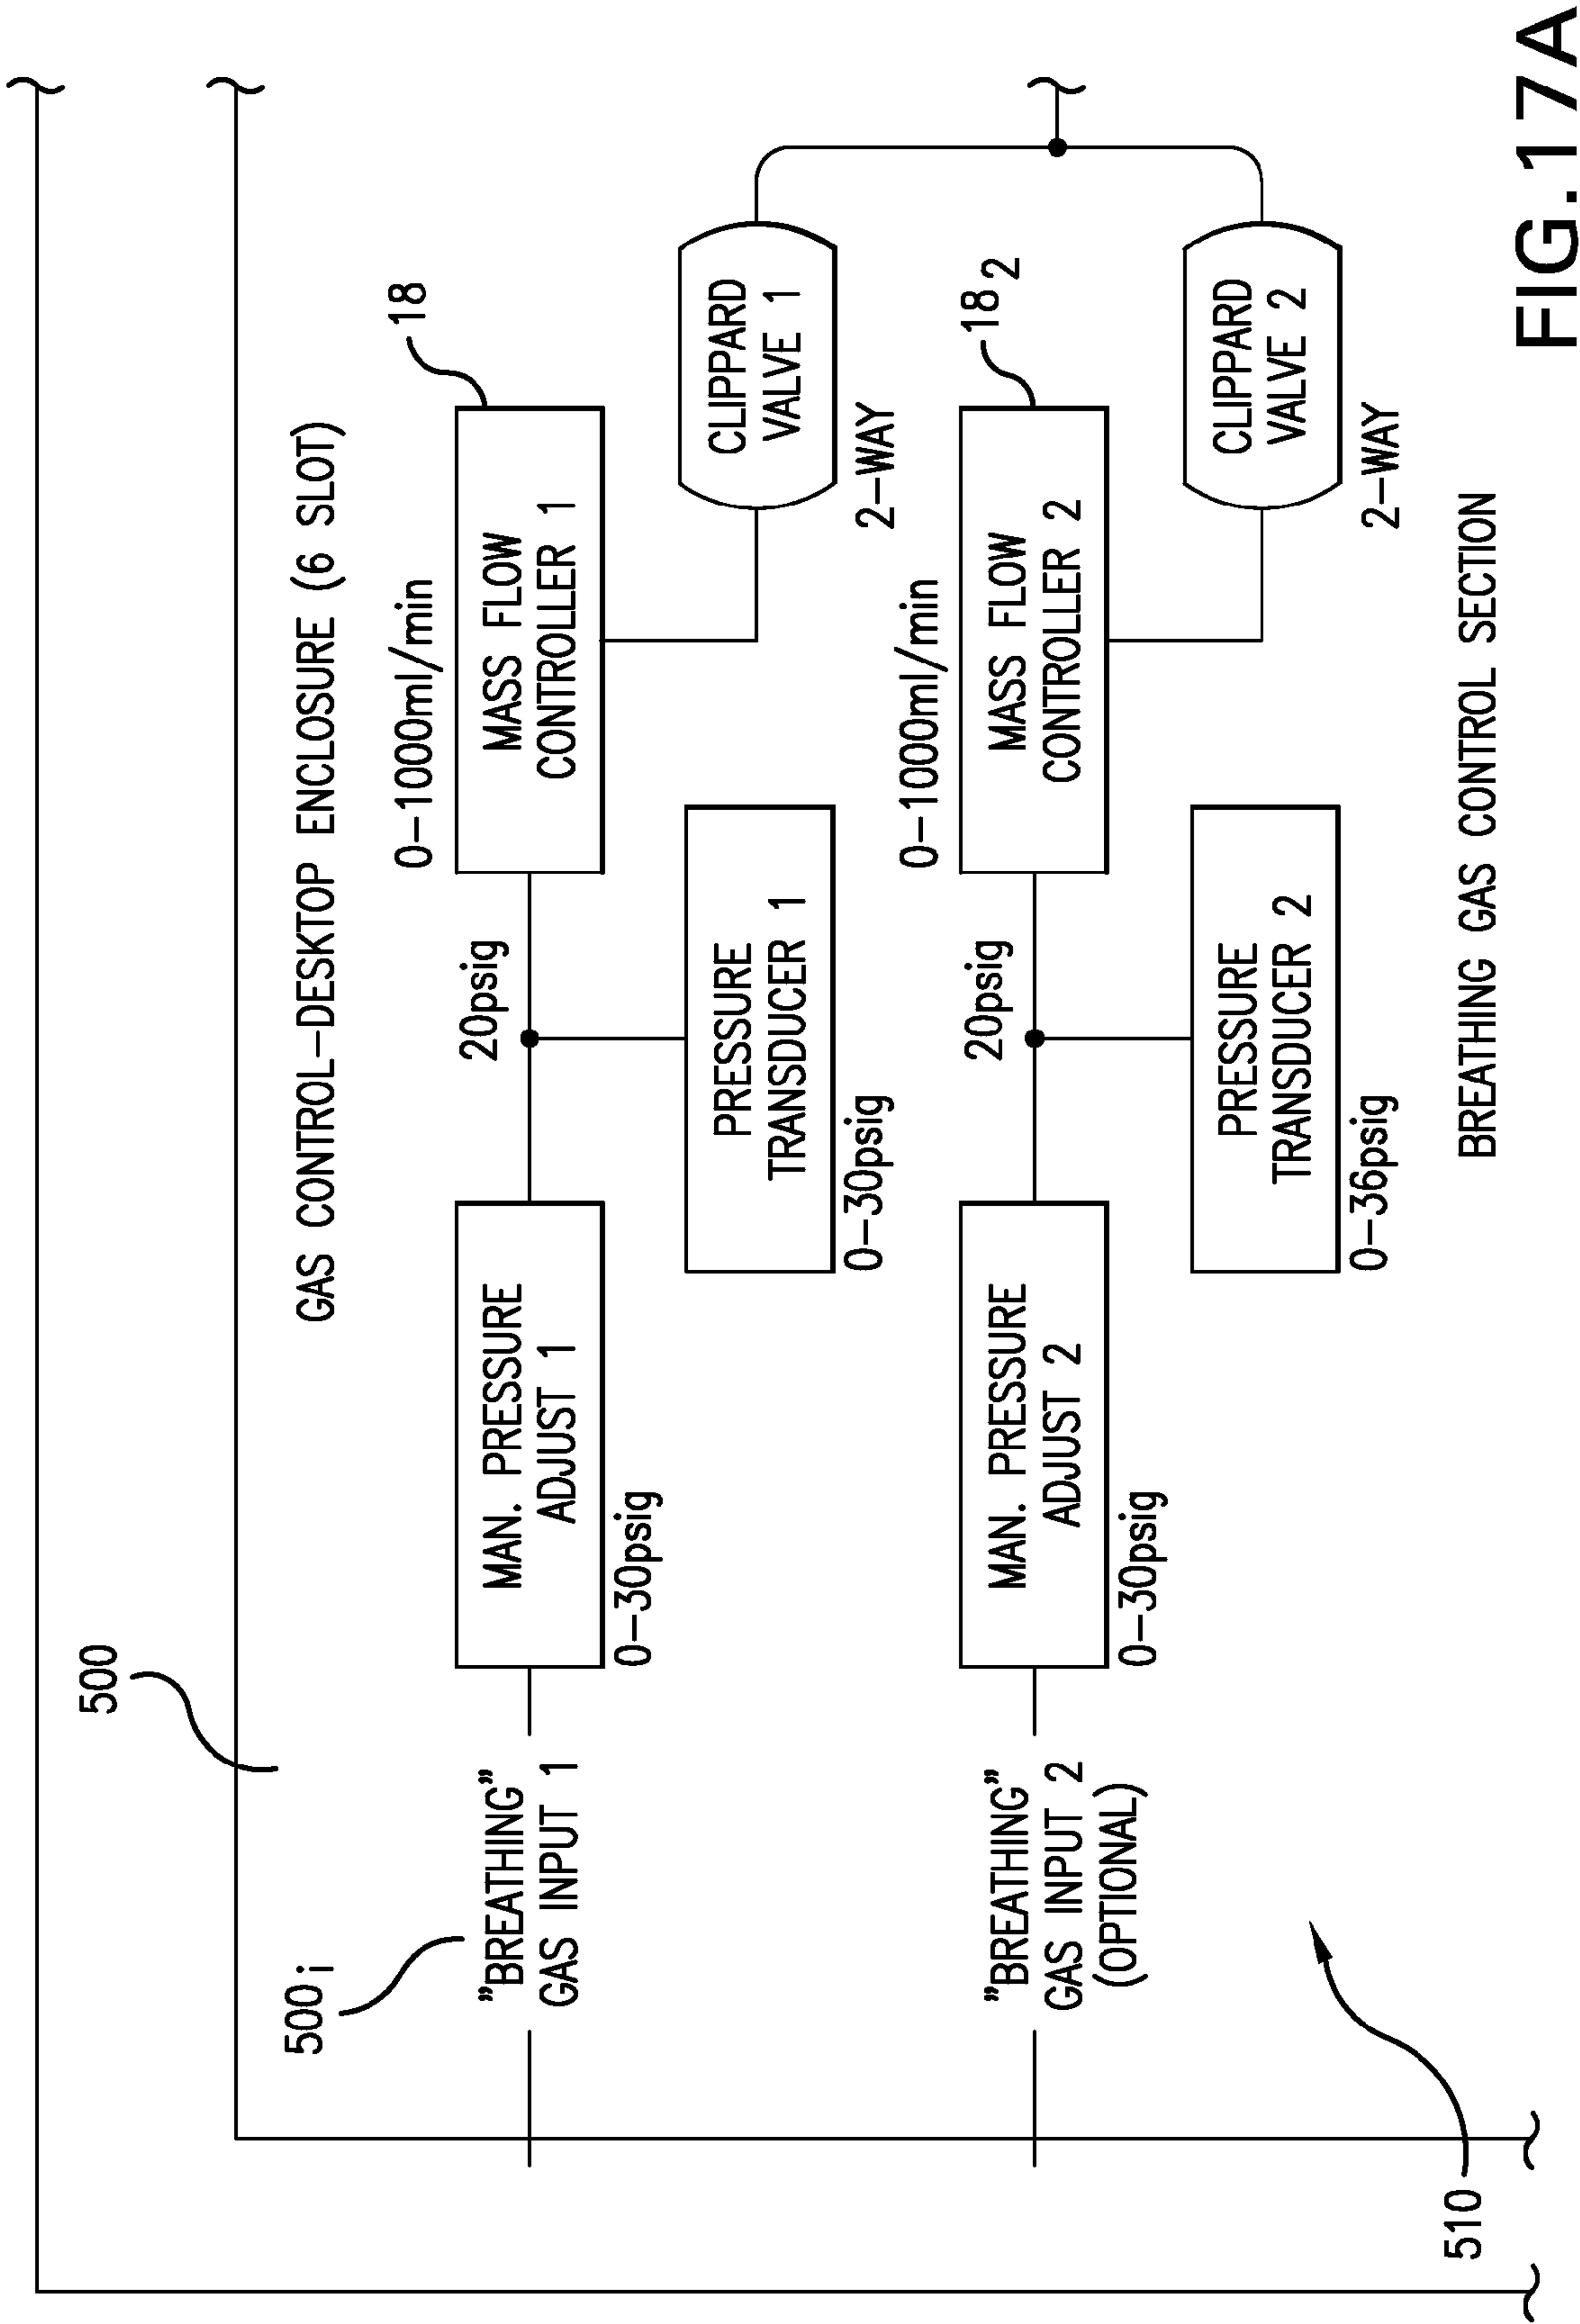 500
GAS CONTROL-DESKTOP ENCLOSURE (6 SLOT)
500i
"BREATHING"
GAS INPUT 1
MAN. PRESSURE
ADJUST 1
0-30psig
20psig
PRESSURE
TRANSDUCER 1
0-30psig
0-1000ml/min
MASS FLOW
CONTROLLER 1
18
CLIPPARD
VALVE 1
2-WAY
"BREATHING"
GAS INPUT 2
(OPTIONAL)
MAN. PRESSURE
ADJUST 2
0-30psig
20psig
PRESSURE
TRANSDUCER 2
0-36psig
0-1000ml/min
MASS FLOW
CONTROLLER 2
18₂
CLIPPARD
VALVE 2
2-WAY
510
BREATHING GAS CONTROL SECTION
FIG.17A